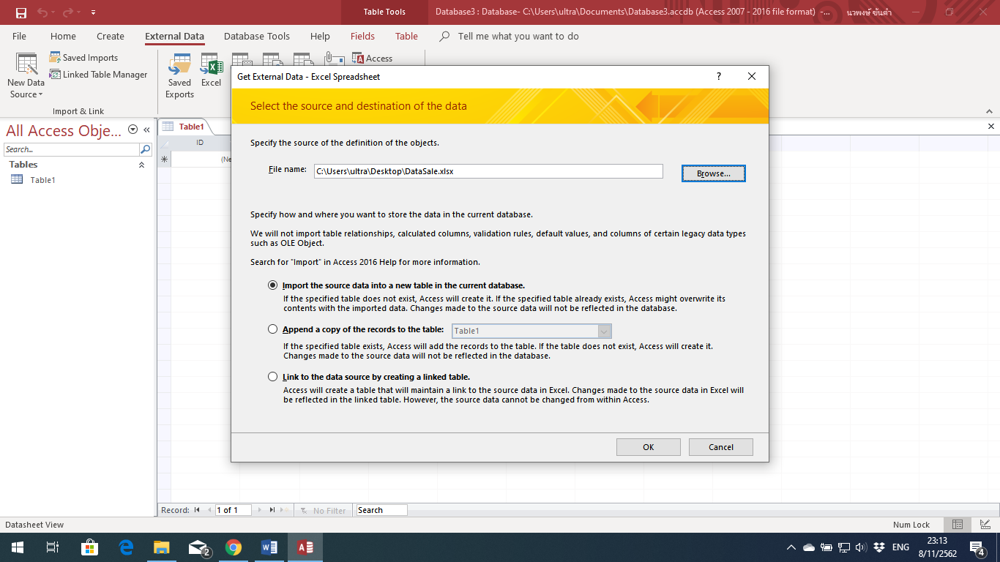 Table Tools
Database3 : Database- C:\Users\ultra\Documents\Database3.accdb (Access 2007 - 2016 file format) -...
นวพงษ์ ขันคำ
File Home Create External Data Database Tools Help Fields Table Tell me what you want to do
Saved Imports
Linked Table Manager
New Data
Source
Import & Link
Saved
Exports
Excel
Access
Get External Data - Excel Spreadsheet
?
Select the source and destination of the data
All Access Obje...
Search...
Tables
Table1
Table1
ID
(Ne
Specify the source of the definition of the objects.
File name: C:\Users\ultra\Desktop\DataSale.xlsx Browse...
Specify how and where you want to store the data in the current database.
We will not import table relationships, calculated columns, validation rules, default values, and columns of certain legacy data types
such as OLE Object.
Search for "Import" in Access 2016 Help for more information.
Import the source data into a new table in the current database.
If the specified table does not exist, Access will create it. If the specified table already exists, Access might overwrite its
contents with the imported data. Changes made to the source data will not be reflected in the database.
Append a copy of the records to the table: Table1
If the specified table exists, Access will add the records to the table. If the table does not exist, Access will create it.
Changes made to the source data will not be reflected in the database.
Link to the data source by creating a linked table.
Access will create a table that will maintain a link to the source data in Excel. Changes made to the source data in Excel will
be reflected in the linked table. However, the source data cannot be changed from within Access.
OK Cancel
Record: 1 of 1 No Filter Search
Datasheet View Num Lock
2
ENG
23:13
8/11/2562
4